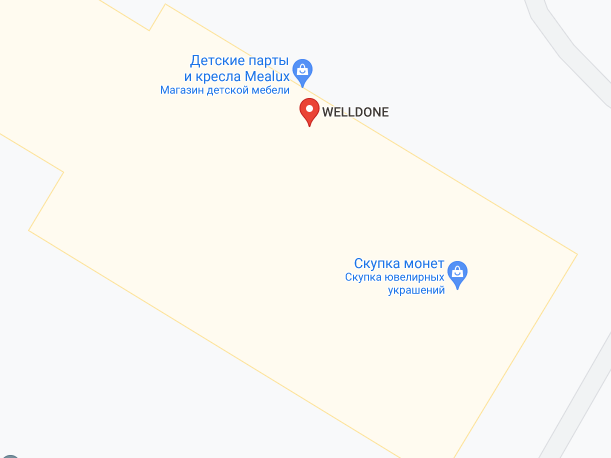 Детские парты
и кресла Mealux
Магазин детской мебели
WELLDONE
Скупка монет
Скупка ювелирных
украшений